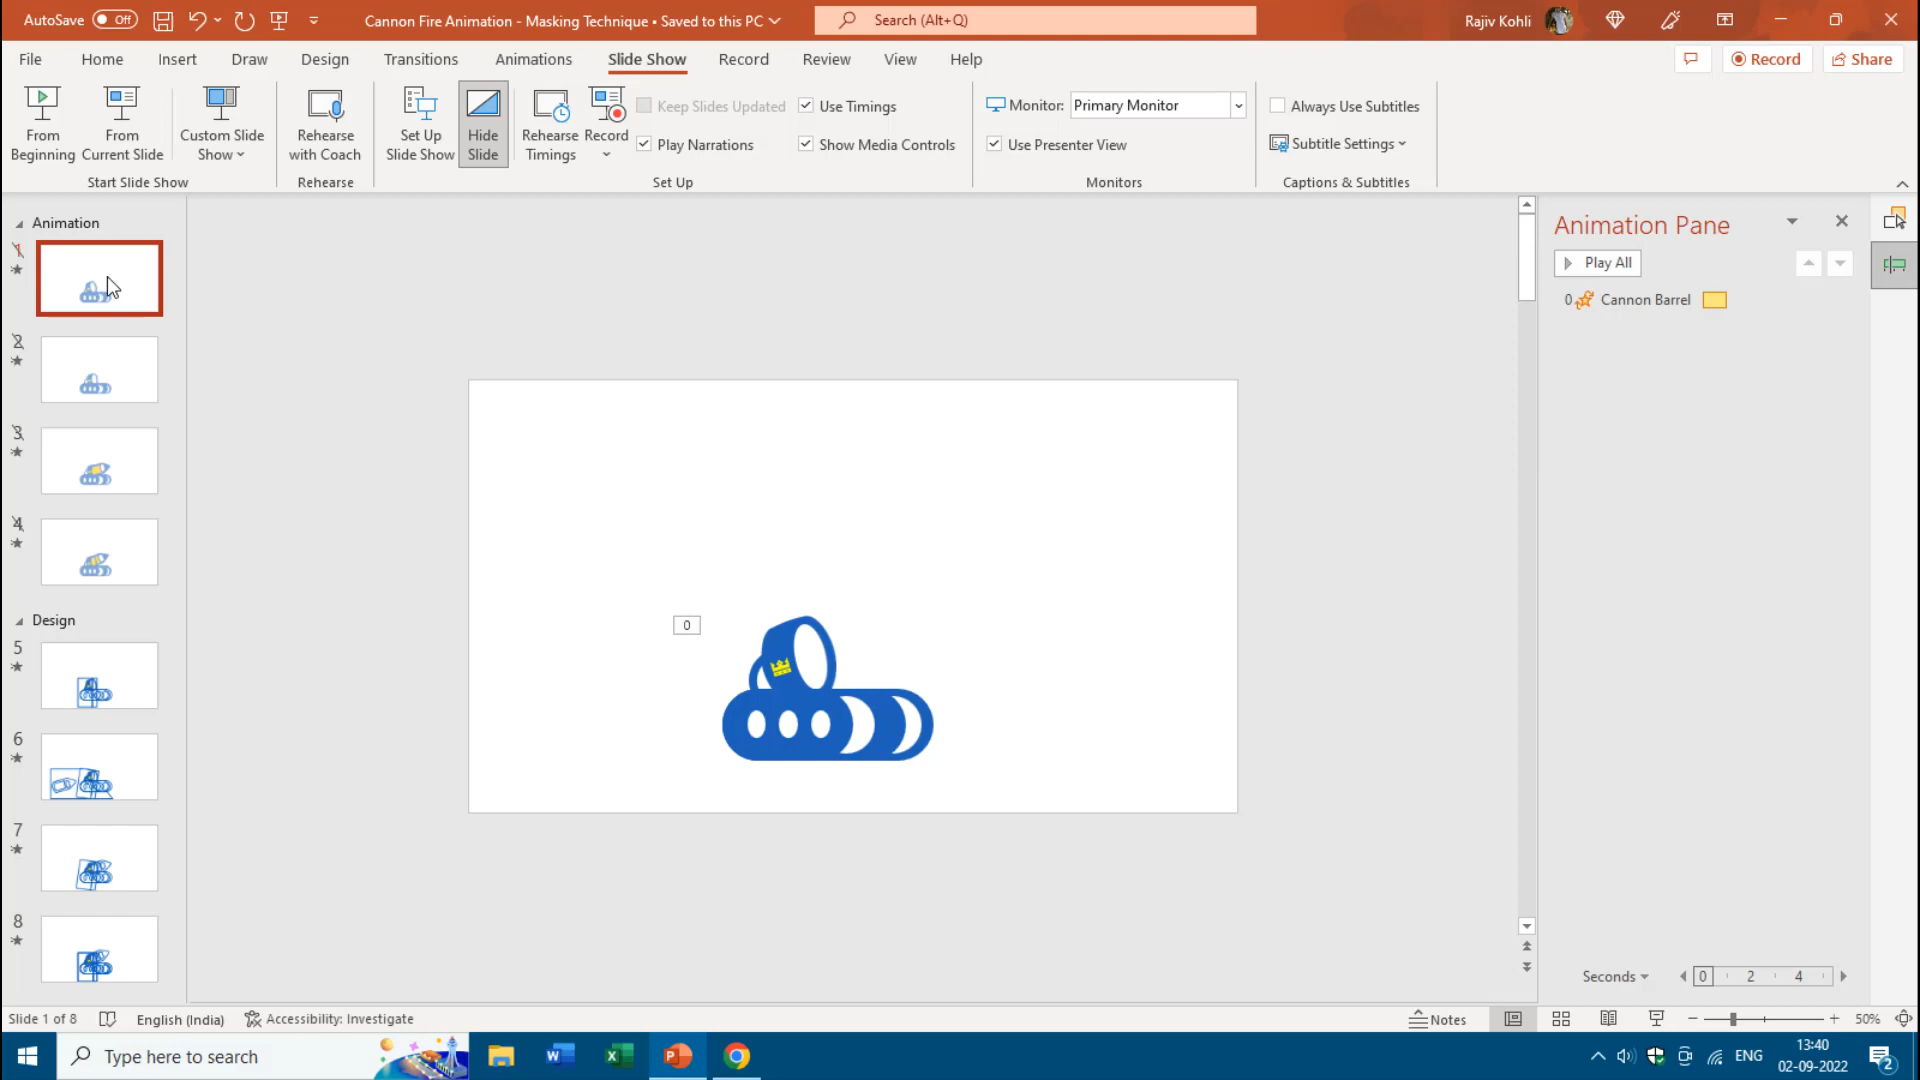 AutoSave Off Cannon Fire Animation - Masking Technique • Saved to this PC Search (Alt+Q) Rajiv Kohli
File Home Insert Draw Design Transitions Animations Slide Show Record Review View Help Record Share
From Beginning
From Current Slide
Custom Slide Show
Start Slide Show
Rehearse with Coach
Rehearse
Set Up Slide Show
Hide Slide
Rehearse Timings
Record
Keep Slides Updated
Play Narrations
Use Timings
Show Media Controls
Set Up
Monitor: Primary Monitor
Use Presenter View
Monitors
Always Use Subtitles
Subtitle Settings
Captions & Subtitles
Animation
1
2
3
4
Design
5
6
7
8
0
Animation Pane
Play All
0 Cannon Barrel
Seconds 0 2 4
Slide 1 of 8 English (India) Accessibility: Investigate Notes 50%
Type here to search ENG 13:40
02-09-2022
2